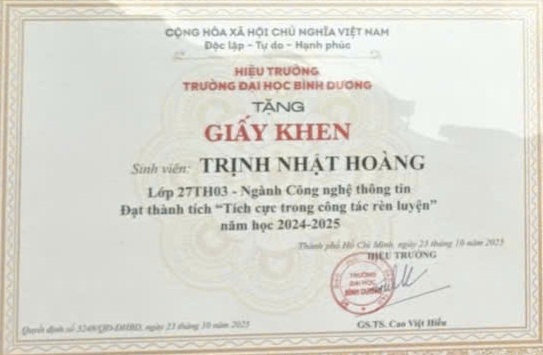 CỘNG HÒA XÃ HỘI CHỦ NGHĨA VIỆT NAM
Độc lập – Tự do – Hạnh phúc
HIỆU TRƯỞNG
TRƯỜNG ĐẠI HỌC BÌNH DƯƠNG
TẶNG
GIẤY KHEN
Sinh viên: TRỊNH NHẬT HOÀNG
Lớp 27TH03 - Ngành Công nghệ thông tin
Đạt thành tích “Tích cực trong công tác rèn luyện”
năm học 2024-2025
Thành phố Hồ Chí Minh, ngày 23 tháng 10 năm 2025
HIỆU TRƯỞNG
TRƯỜNG
ĐẠI HỌC
BÌNH DƯƠNG
GS.TS. Cao Việt Hiếu
Quyết định số 5249/QĐ-ĐHBD, ngày 23 tháng 10 năm 2025